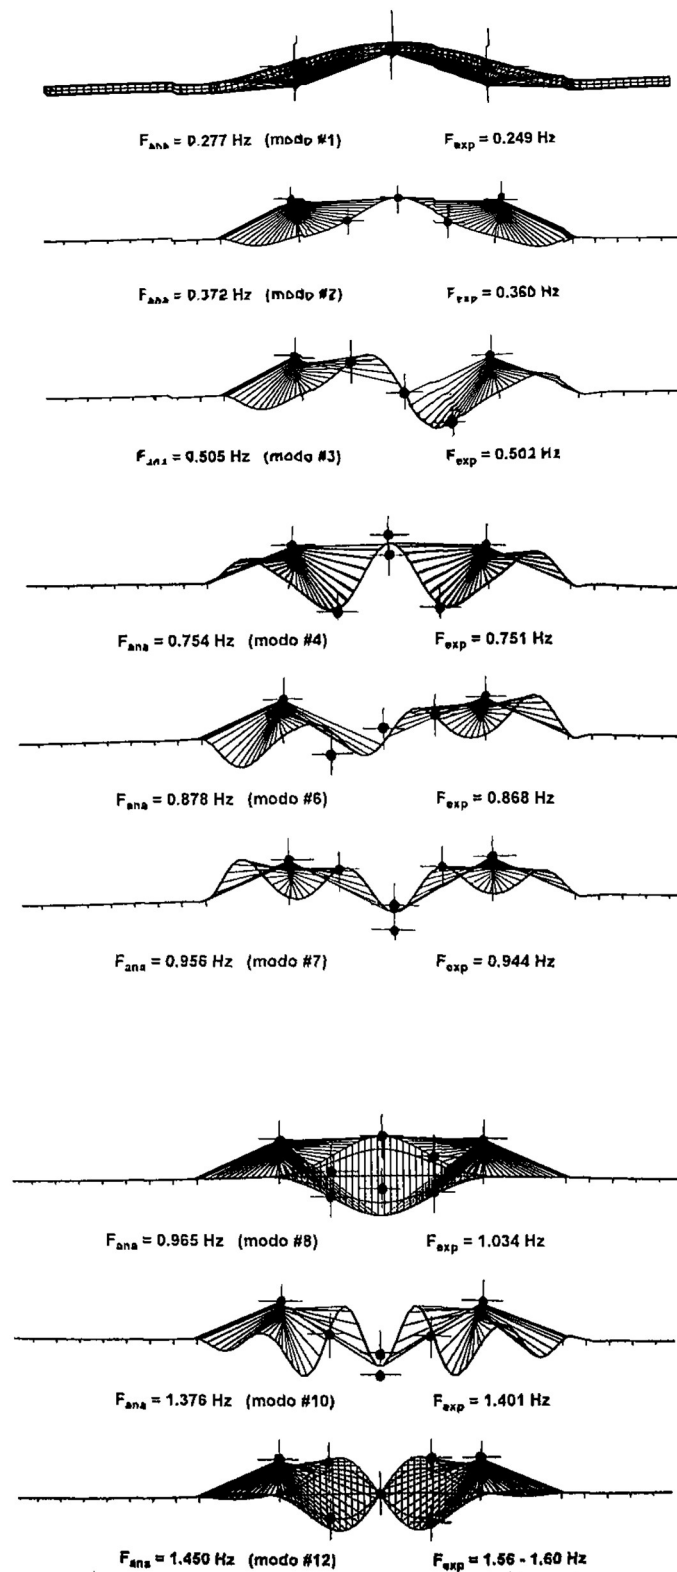 Fana = 0.277 Hz (modo #1) Fexp = 0.249 Hz
Fana = 0.372 Hz (modo #2) Fexp = 0.360 Hz
Fana = 0.505 Hz (modo #3) Fexp = 0.502 Hz
Fana = 0.754 Hz (modo #4) Fexp = 0.751 Hz
Fana = 0.878 Hz (modo #6) Fexp = 0.868 Hz
Fana = 0.956 Hz (modo #7) Fexp = 0.944 Hz
Fana = 0.965 Hz (modo #8) Fexp = 1.034 Hz
Fana = 1.376 Hz (modo #10) Fexp = 1.401 Hz
Fana = 1.450 Hz (modo #12) Fexp = 1.56 - 1.60 Hz